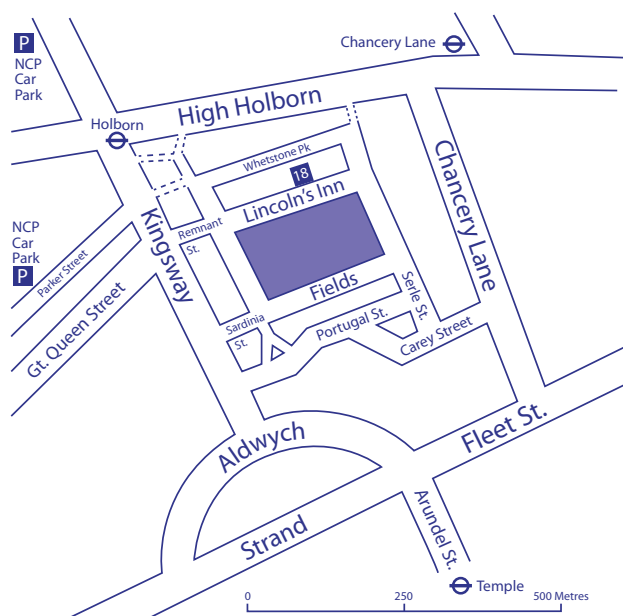 P
NCP
Car
Park
Chancery Lane
High Holborn
Holborn
Whetstone Pk
18
Lincoln's Inn
Chancery Lane
Kingsway
Remnant
St.
NCP
Car
Park
P
Parker Street
Gt. Queen Street
Fields
Serle St.
Sardinia
St.
Portugal St.
Carey Street
Aldwych
Fleet St.
Strand
Arundel St.
Temple
0 250 500 Metres